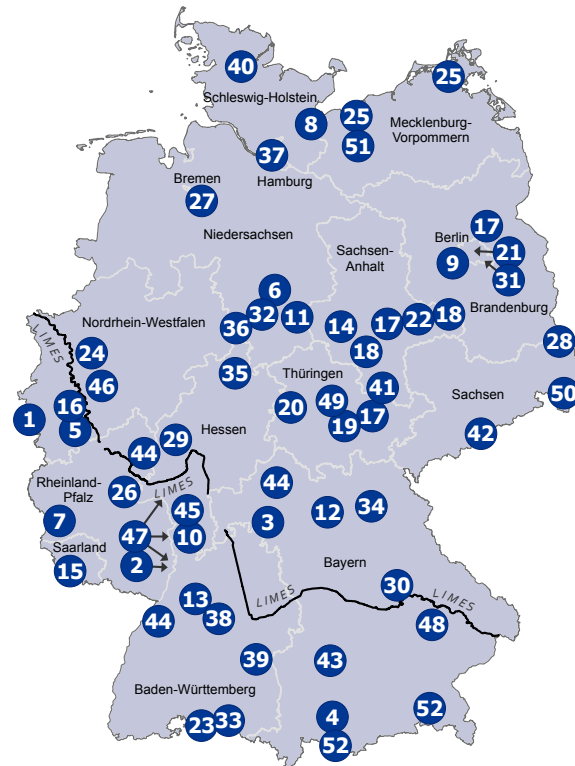 40
25
Schleswig-Holstein
8
25
Mecklenburg-
Vorpommern
51
37
Hamburg
Bremen
27
17
Niedersachsen
Berlin
21
Sachsen-
Anhalt
9
31
6
Brandenburg
Nordrhein-Westfalen
32
11
36
14
17
22
18
28
LIMES
24
18
35
Thüringen
46
41
Sachsen
50
49
16
20
1
5
19
17
42
Hessen
29
44
Rheinland-
Pfalz
26
LIMES
44
45
34
7
3
12
47
10
Saarland
2
15
Bayern
30
LIMES
LIMES
13
38
44
48
39
43
Baden-Württemberg
52
23
33
4
52